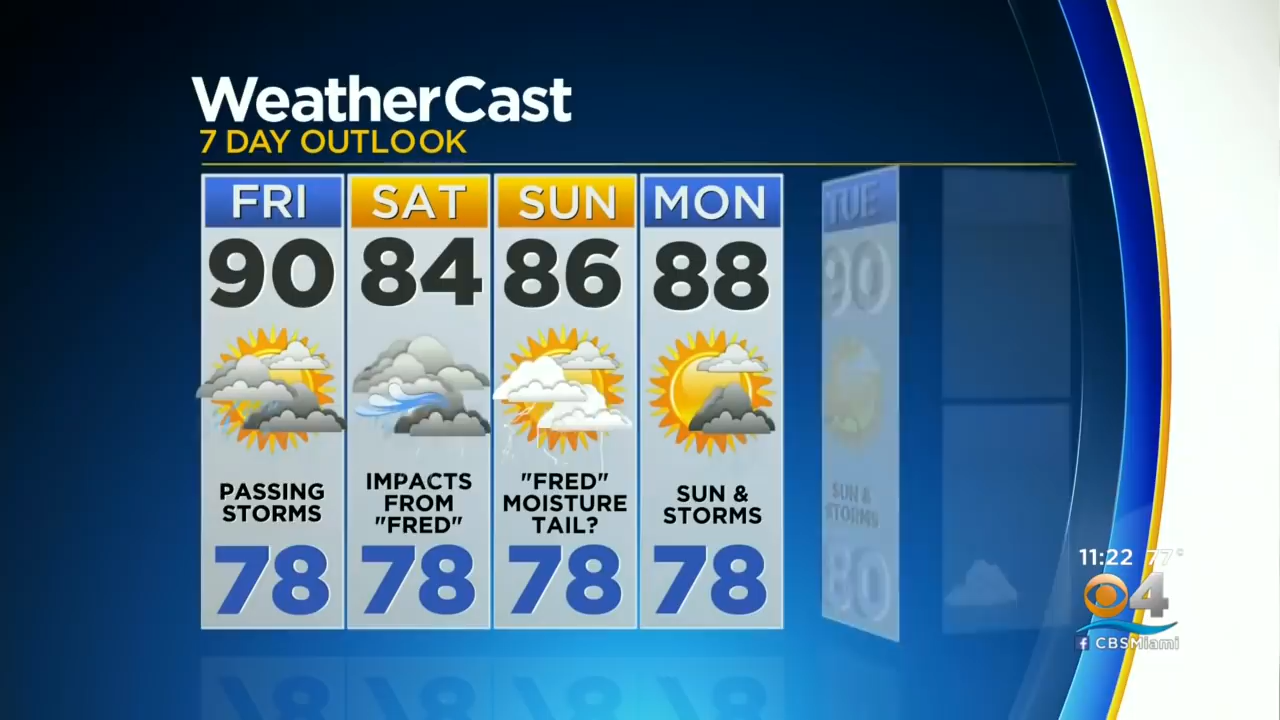 WeatherCast
7 DAY OUTLOOK
FRI SAT SUN MON TUE
90 84 86 88 90
PASSING
STORMS
IMPACTS
FROM
"FRED"
"FRED"
MOISTURE
TAIL?
SUN &
STORMS
SUN &
STORMS
78 78 78 78 80
11:22 77°
4
CBSMiami